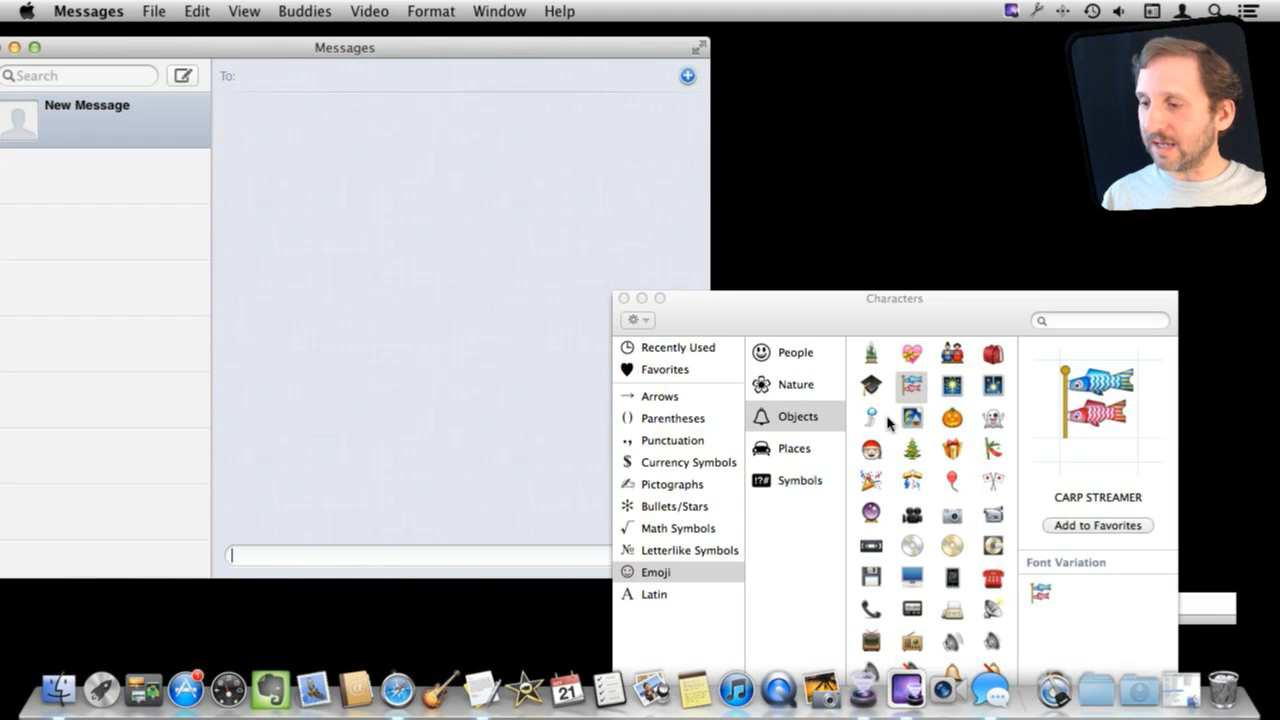 Messages File Edit View Buddies Video Format Window Help
Messages
Search
To:
New Message
Characters
Recently Used
Favorites
Arrows
Parentheses
Punctuation
Currency Symbols
Pictographs
Bullets/Stars
Math Symbols
Letterlike Symbols
Emoji
Latin
People
Nature
Objects
Places
Symbols
CARP STREAMER
Add to Favorites
Font Variation
21